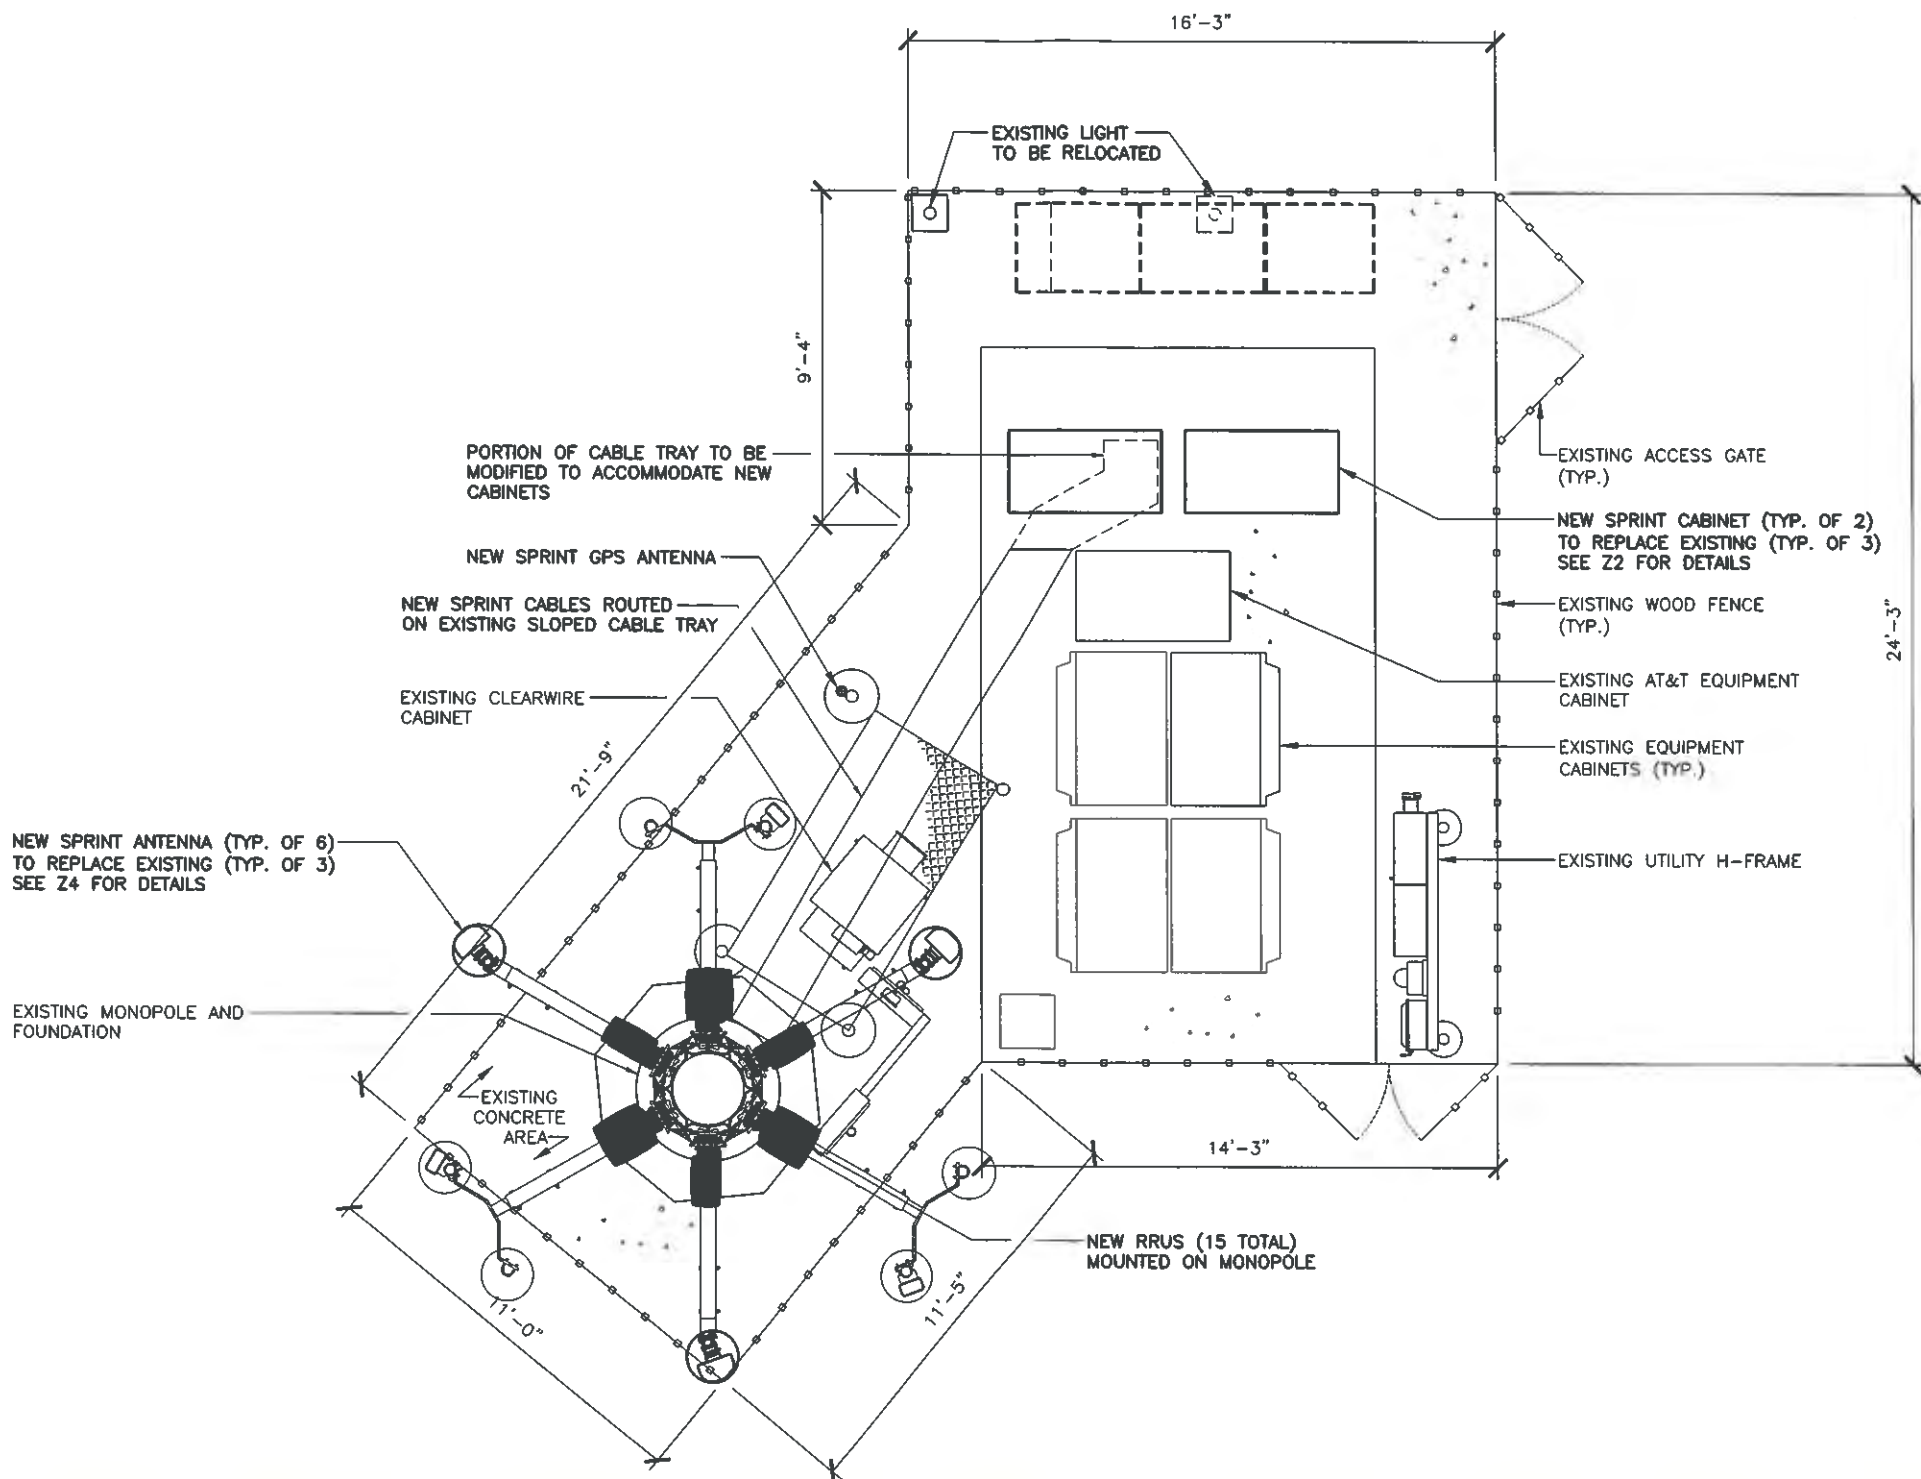 16'-3"
EXISTING LIGHT
TO BE RELOCATED
9'-4"
PORTION OF CABLE TRAY TO BE
MODIFIED TO ACCOMMODATE NEW
CABINETS
EXISTING ACCESS GATE
(TYP.)
NEW SPRINT CABINET (TYP. OF 2)
TO REPLACE EXISTING (TYP. OF 3)
SEE Z2 FOR DETAILS
NEW SPRINT GPS ANTENNA
NEW SPRINT CABLES ROUTED
ON EXISTING SLOPED CABLE TRAY
EXISTING WOOD FENCE
(TYP.)
24'-3"
EXISTING CLEARWIRE
CABINET
EXISTING AT&T EQUIPMENT
CABINET
21'-9"
EXISTING EQUIPMENT
CABINETS (TYP.)
NEW SPRINT ANTENNA (TYP. OF 6)
TO REPLACE EXISTING (TYP. OF 3)
SEE Z4 FOR DETAILS
EXISTING UTILITY H-FRAME
EXISTING MONOPOLE AND
FOUNDATION
EXISTING
CONCRETE
AREA
14'-3"
NEW RRUS (15 TOTAL)
MOUNTED ON MONOPOLE
11'-0"
11'-5"